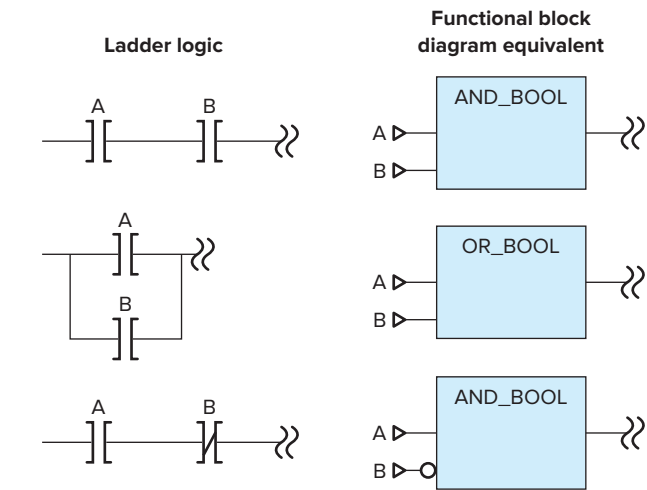 Ladder logic
Functional block
diagram equivalent
A B
AND_BOOL
A
B
A
B
OR_BOOL
A
B
A B
AND_BOOL
A
B